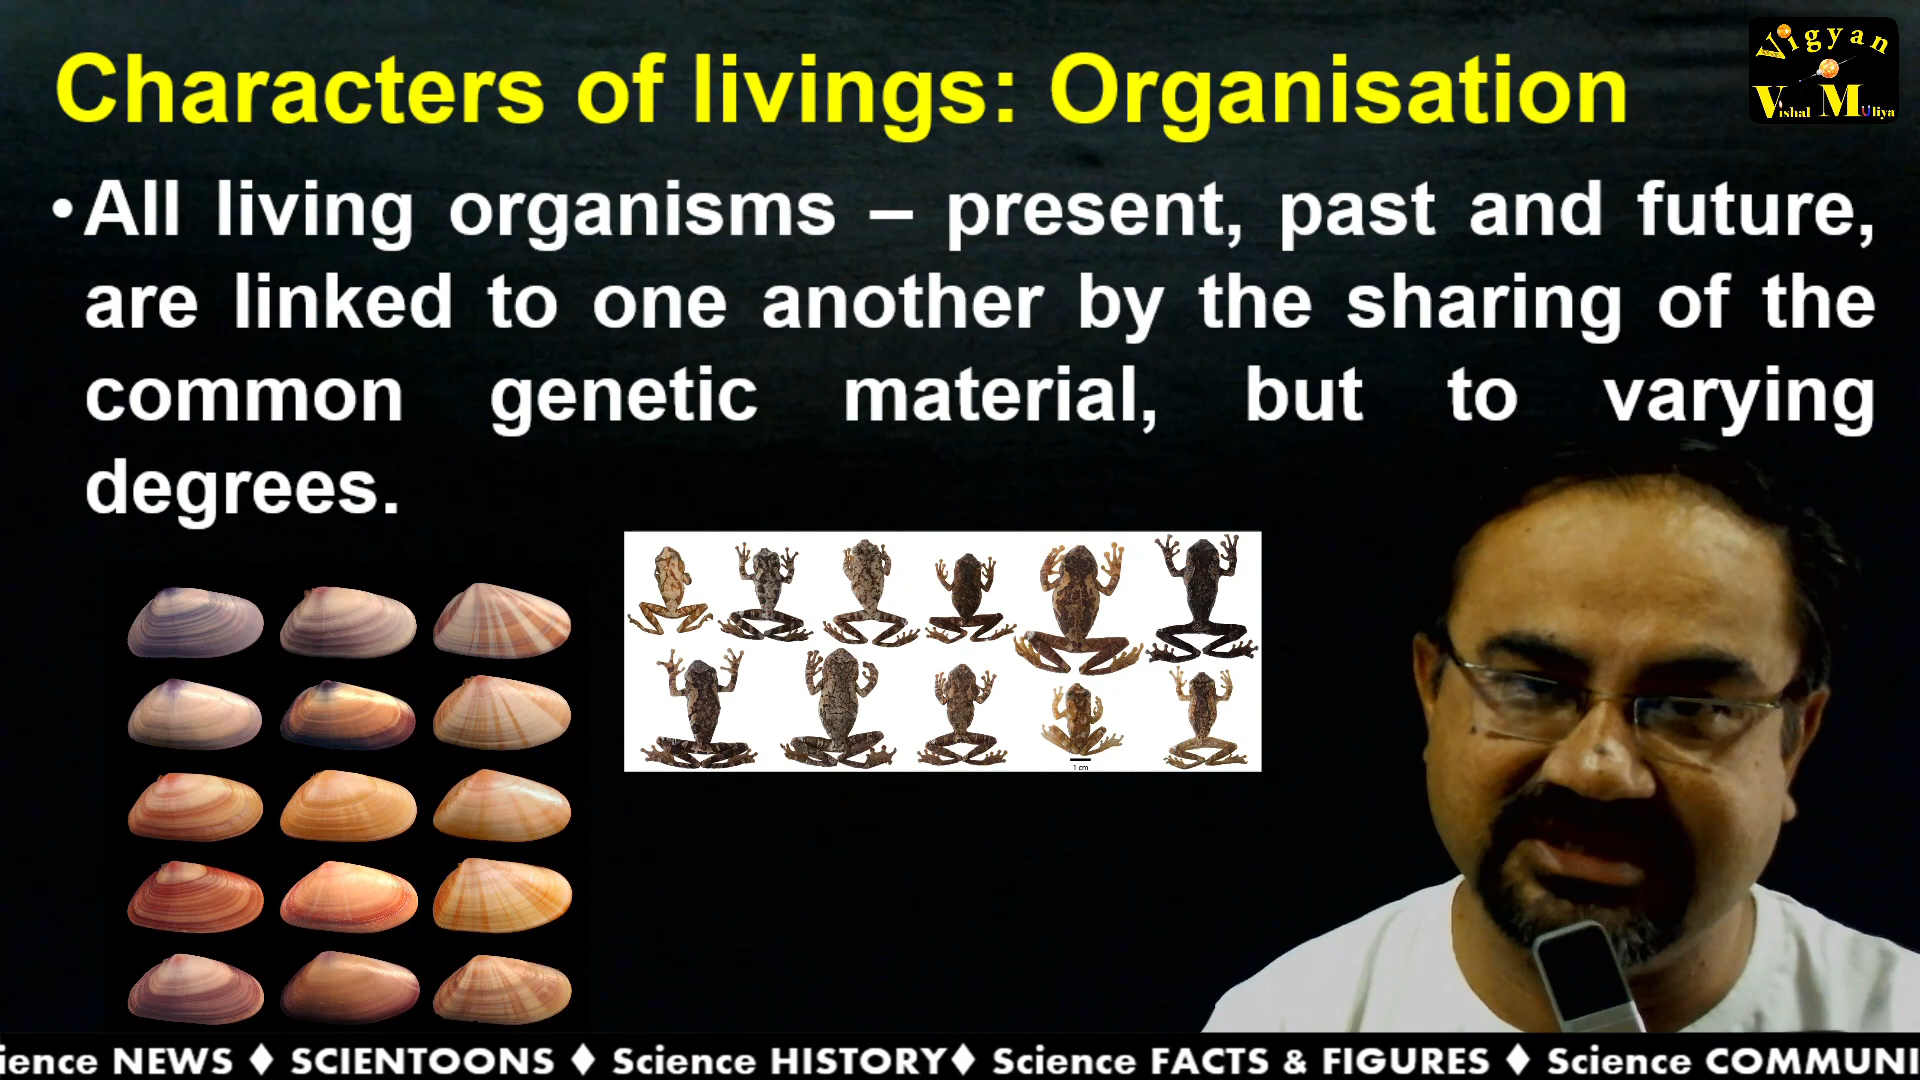 Characters of livings: Organisation
Vigyan
Vishal Muliya
•All living organisms – present, past and future,
are linked to one another by the sharing of the
common genetic material, but to varying
degrees.
1 cm
ience NEWS ♦ SCIENTOONS ♦ Science HISTORY♦ Science FACTS & FIGURES ♦ Science COMMUNI